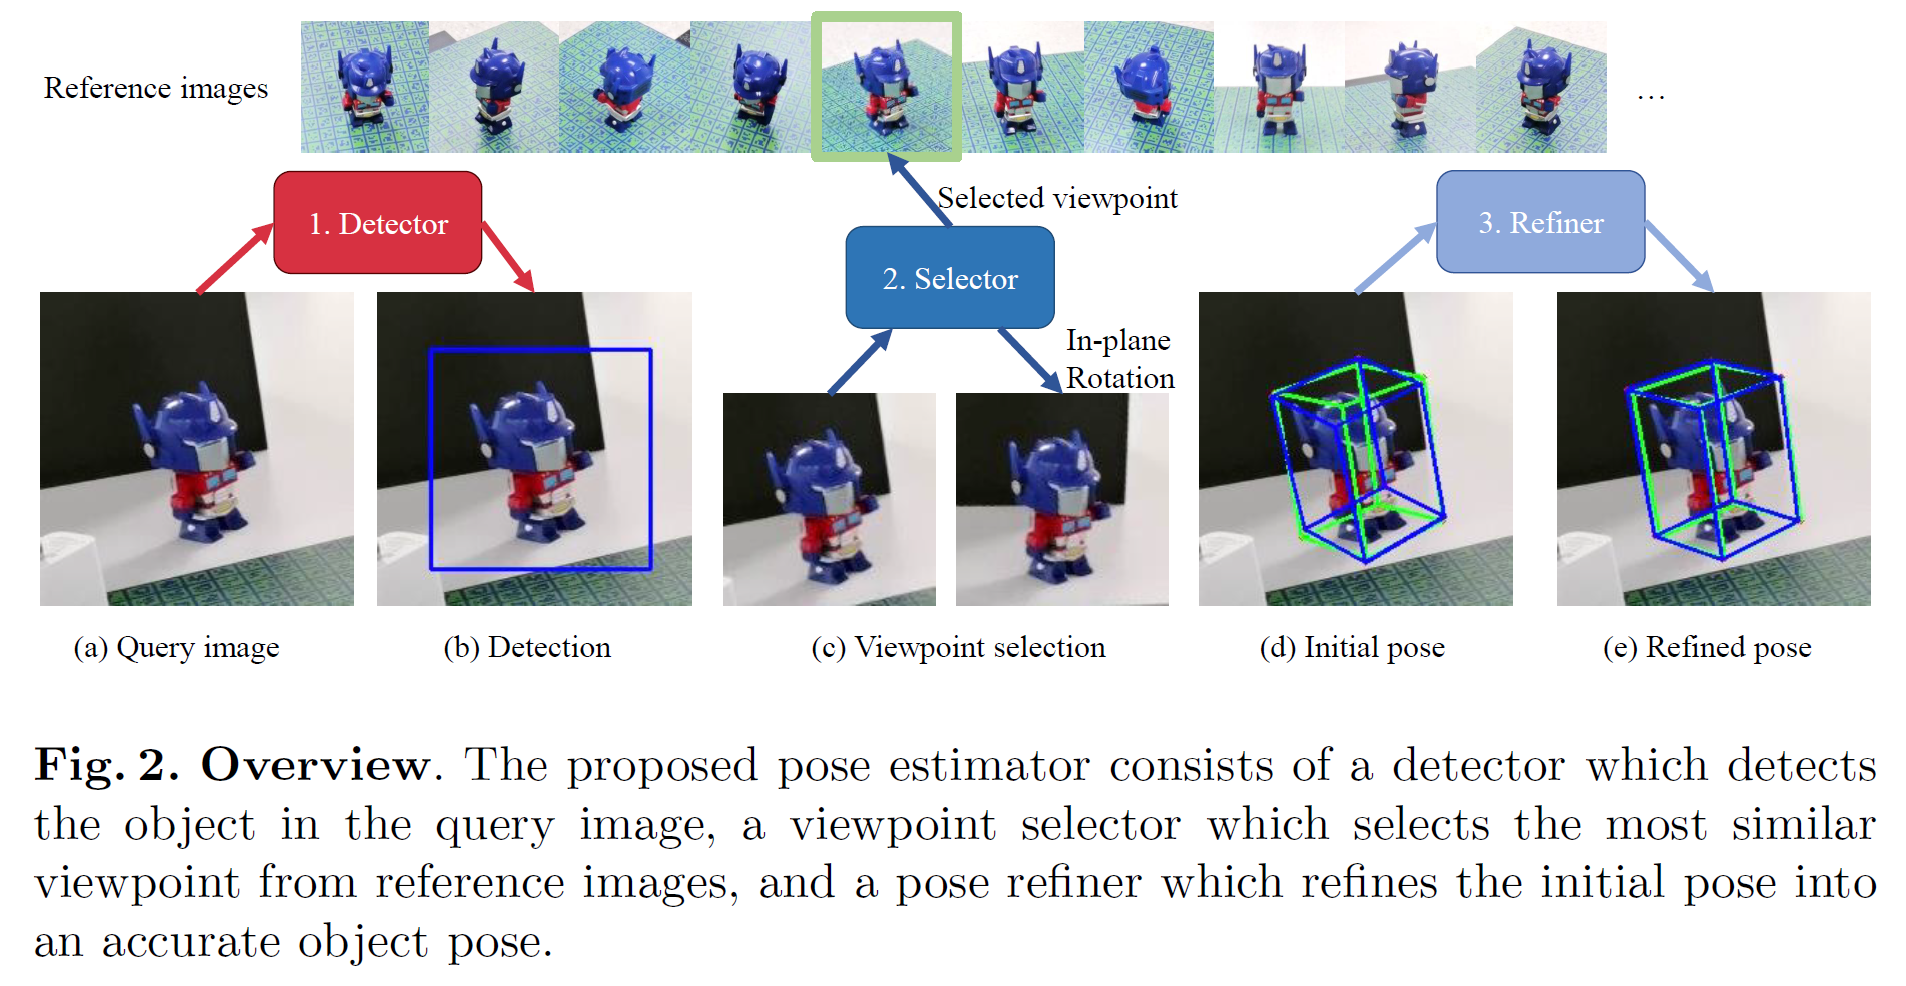 Reference images
...
1. Detector
Selected viewpoint
3. Refiner
2. Selector
In-plane
Rotation
(a) Query image
(b) Detection
(c) Viewpoint selection
(d) Initial pose
(e) Refined pose
Fig. 2. Overview. The proposed pose estimator consists of a detector which detects
the object in the query image, a viewpoint selector which selects the most similar
viewpoint from reference images, and a pose refiner which refines the initial pose into
an accurate object pose.